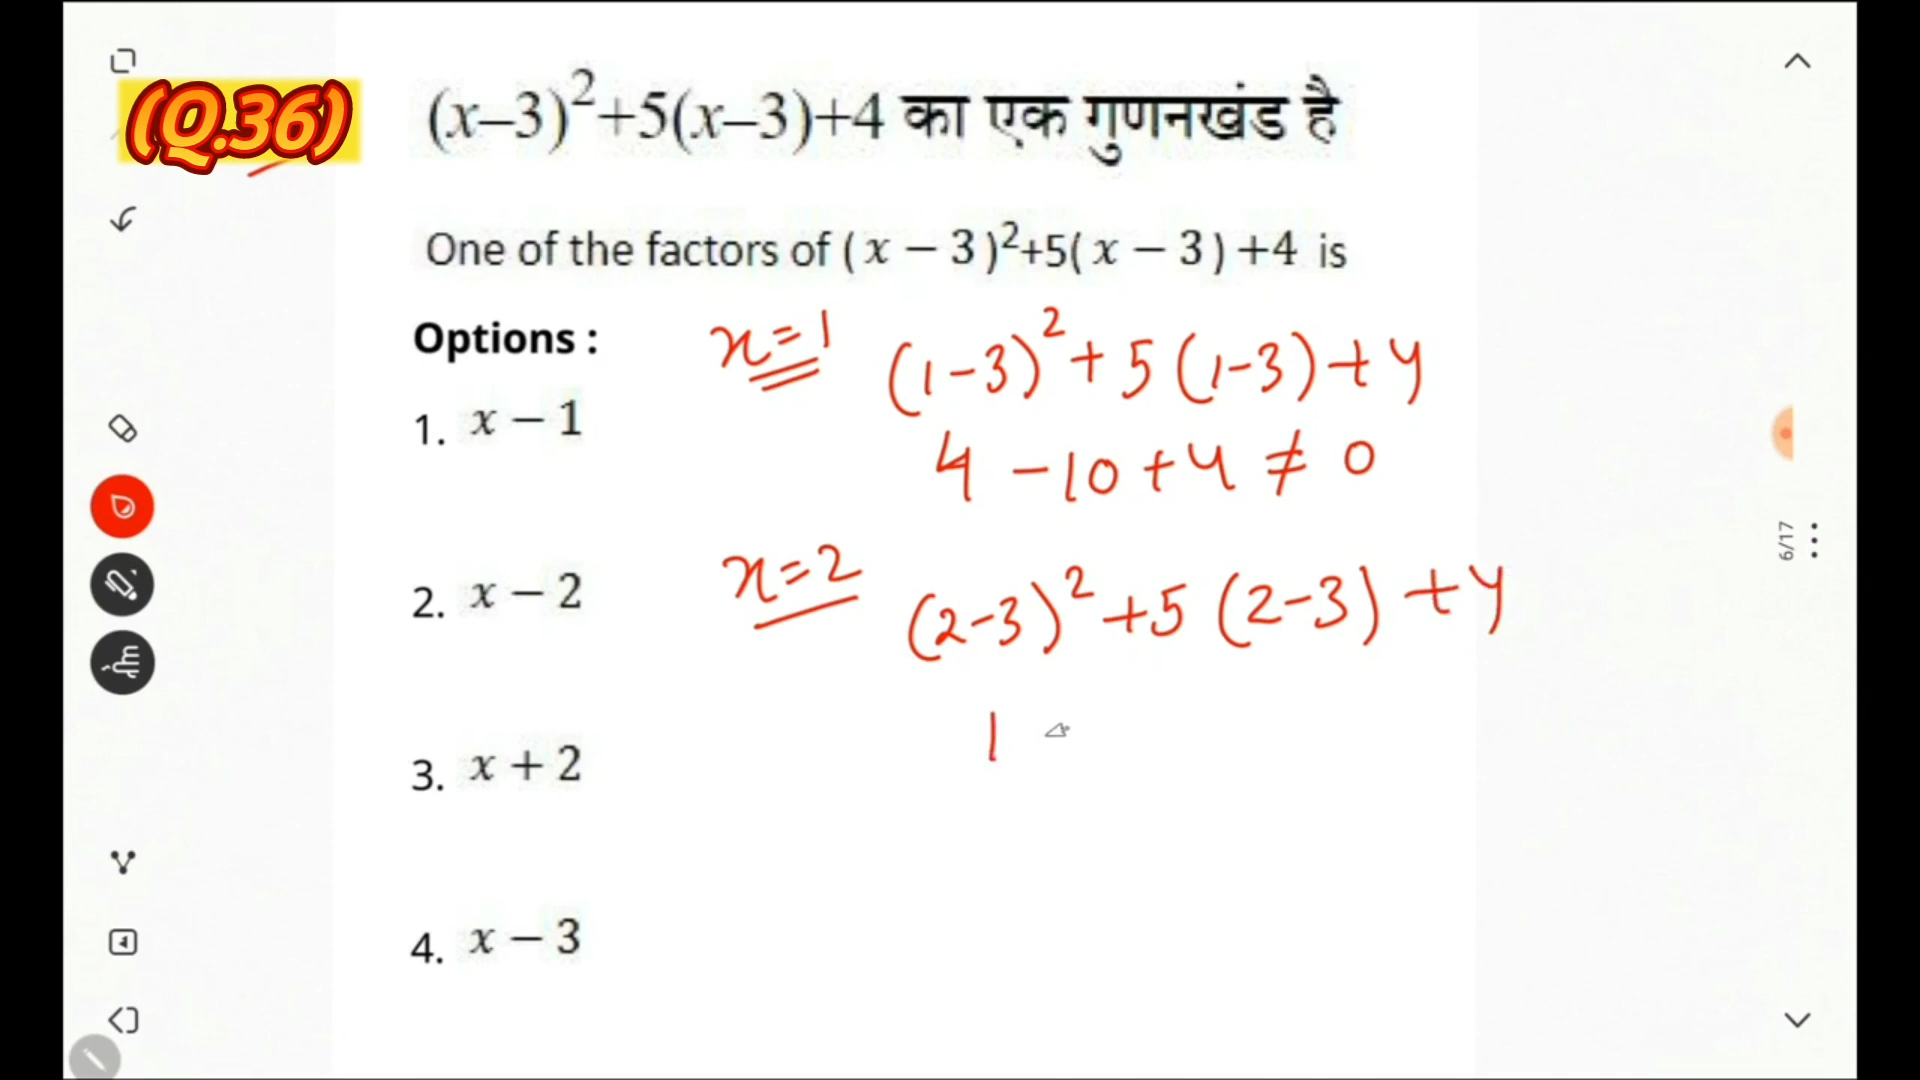 (Q.36)
(x–3)²+5(x–3)+4 का एक गुणनखंड है
One of the factors of (x − 3)²+5(x − 3)+4 is
Options :
x=1 (1-3)² + 5 (1-3) + 4
1. x − 1
4 - 10 + 4 ≠ 0
x=2 (2-3)² + 5 (2-3) + 4
2. x − 2
1
3. x + 2
4. x − 3
6/17